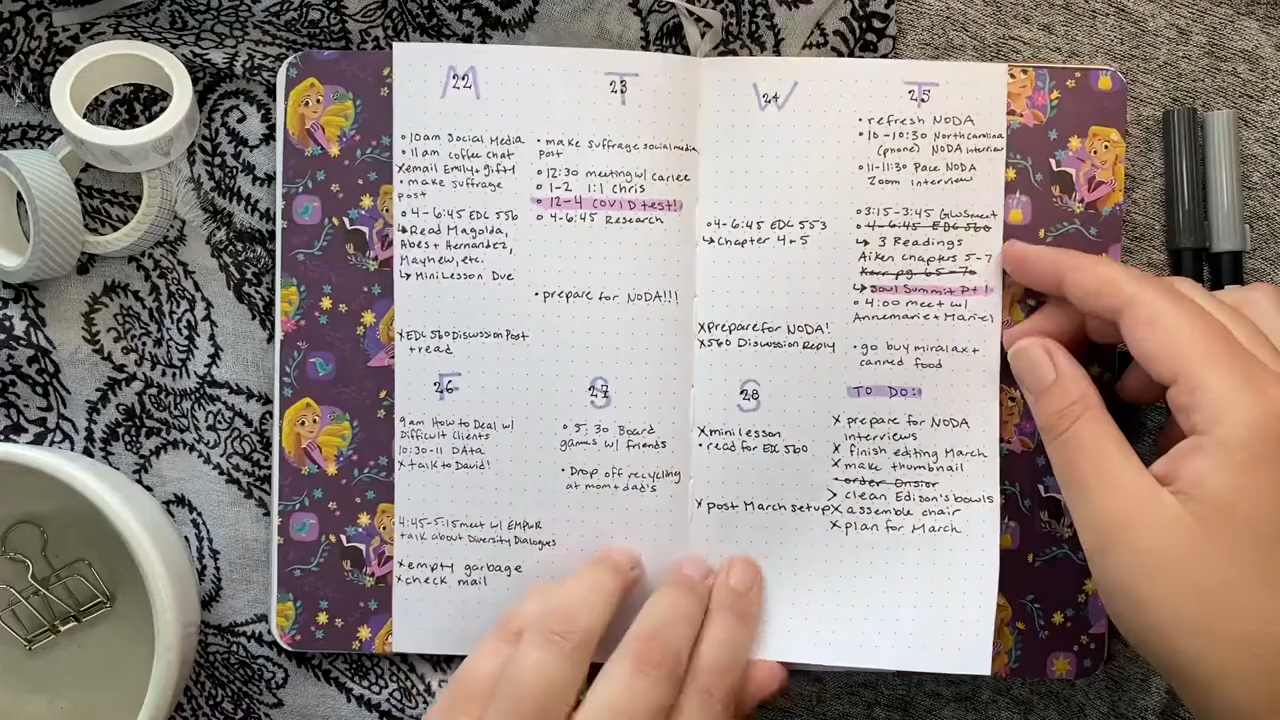 M 22
o 10am Social Media
o 11am coffee chat
x email Emily + giftl
• make suffrage
post
o 4-6:45 EDC 556
↳ Read Magolda,
Abes + Hernandez,
Mayhew, etc.
↳ Mini Lesson Due
x EDC 560 Discussion Post
+ read
T 23
• make suffrage social media
post
o 12:30 meeting w/ carlee
o 1-2 1:1 Chris
o 12-4 COVID test!
o 4-6:45 Research
• prepare for NODA!!!
W 24
o 4-6:45 EDC 553
↳ Chapter 4+5
x Prepare for NODA!
x 560 Discussion Reply
T 25
• refresh NODA
o 10-10:30 North Carolina
(phone) NODA Interview
o 11-11:30 Pace NODA
Zoom Interview
o 3:15-3:45 GLWS meet
o 4-6:45 EDC 560
↳ 3 Readings
Aiken Chapters 5-7
Kerr pg. 65-70
↳ Soul Summit Pt 1
o 4:00 meet w/
Annemarie + Mariel
• go buy miralax +
canned food
F 26
9am How to Deal w/
Difficult Clients
10:30-11 DAta
x talk to David!
4:45-5:15 meet w/ EMPWR
talk about Diversity Dialogues
x empty garbage
x check mail
S 27
o 5:30 Board
games w/ friends
• Drop off recycling
at mom + dad's
S 28
x mini lesson
• read for EDC 560
x post March setup
TO DO:
x prepare for NODA
interviews
x finish editing March
x make thumbnail
order
> clean Edison's bowls
x assemble chair
x plan for March